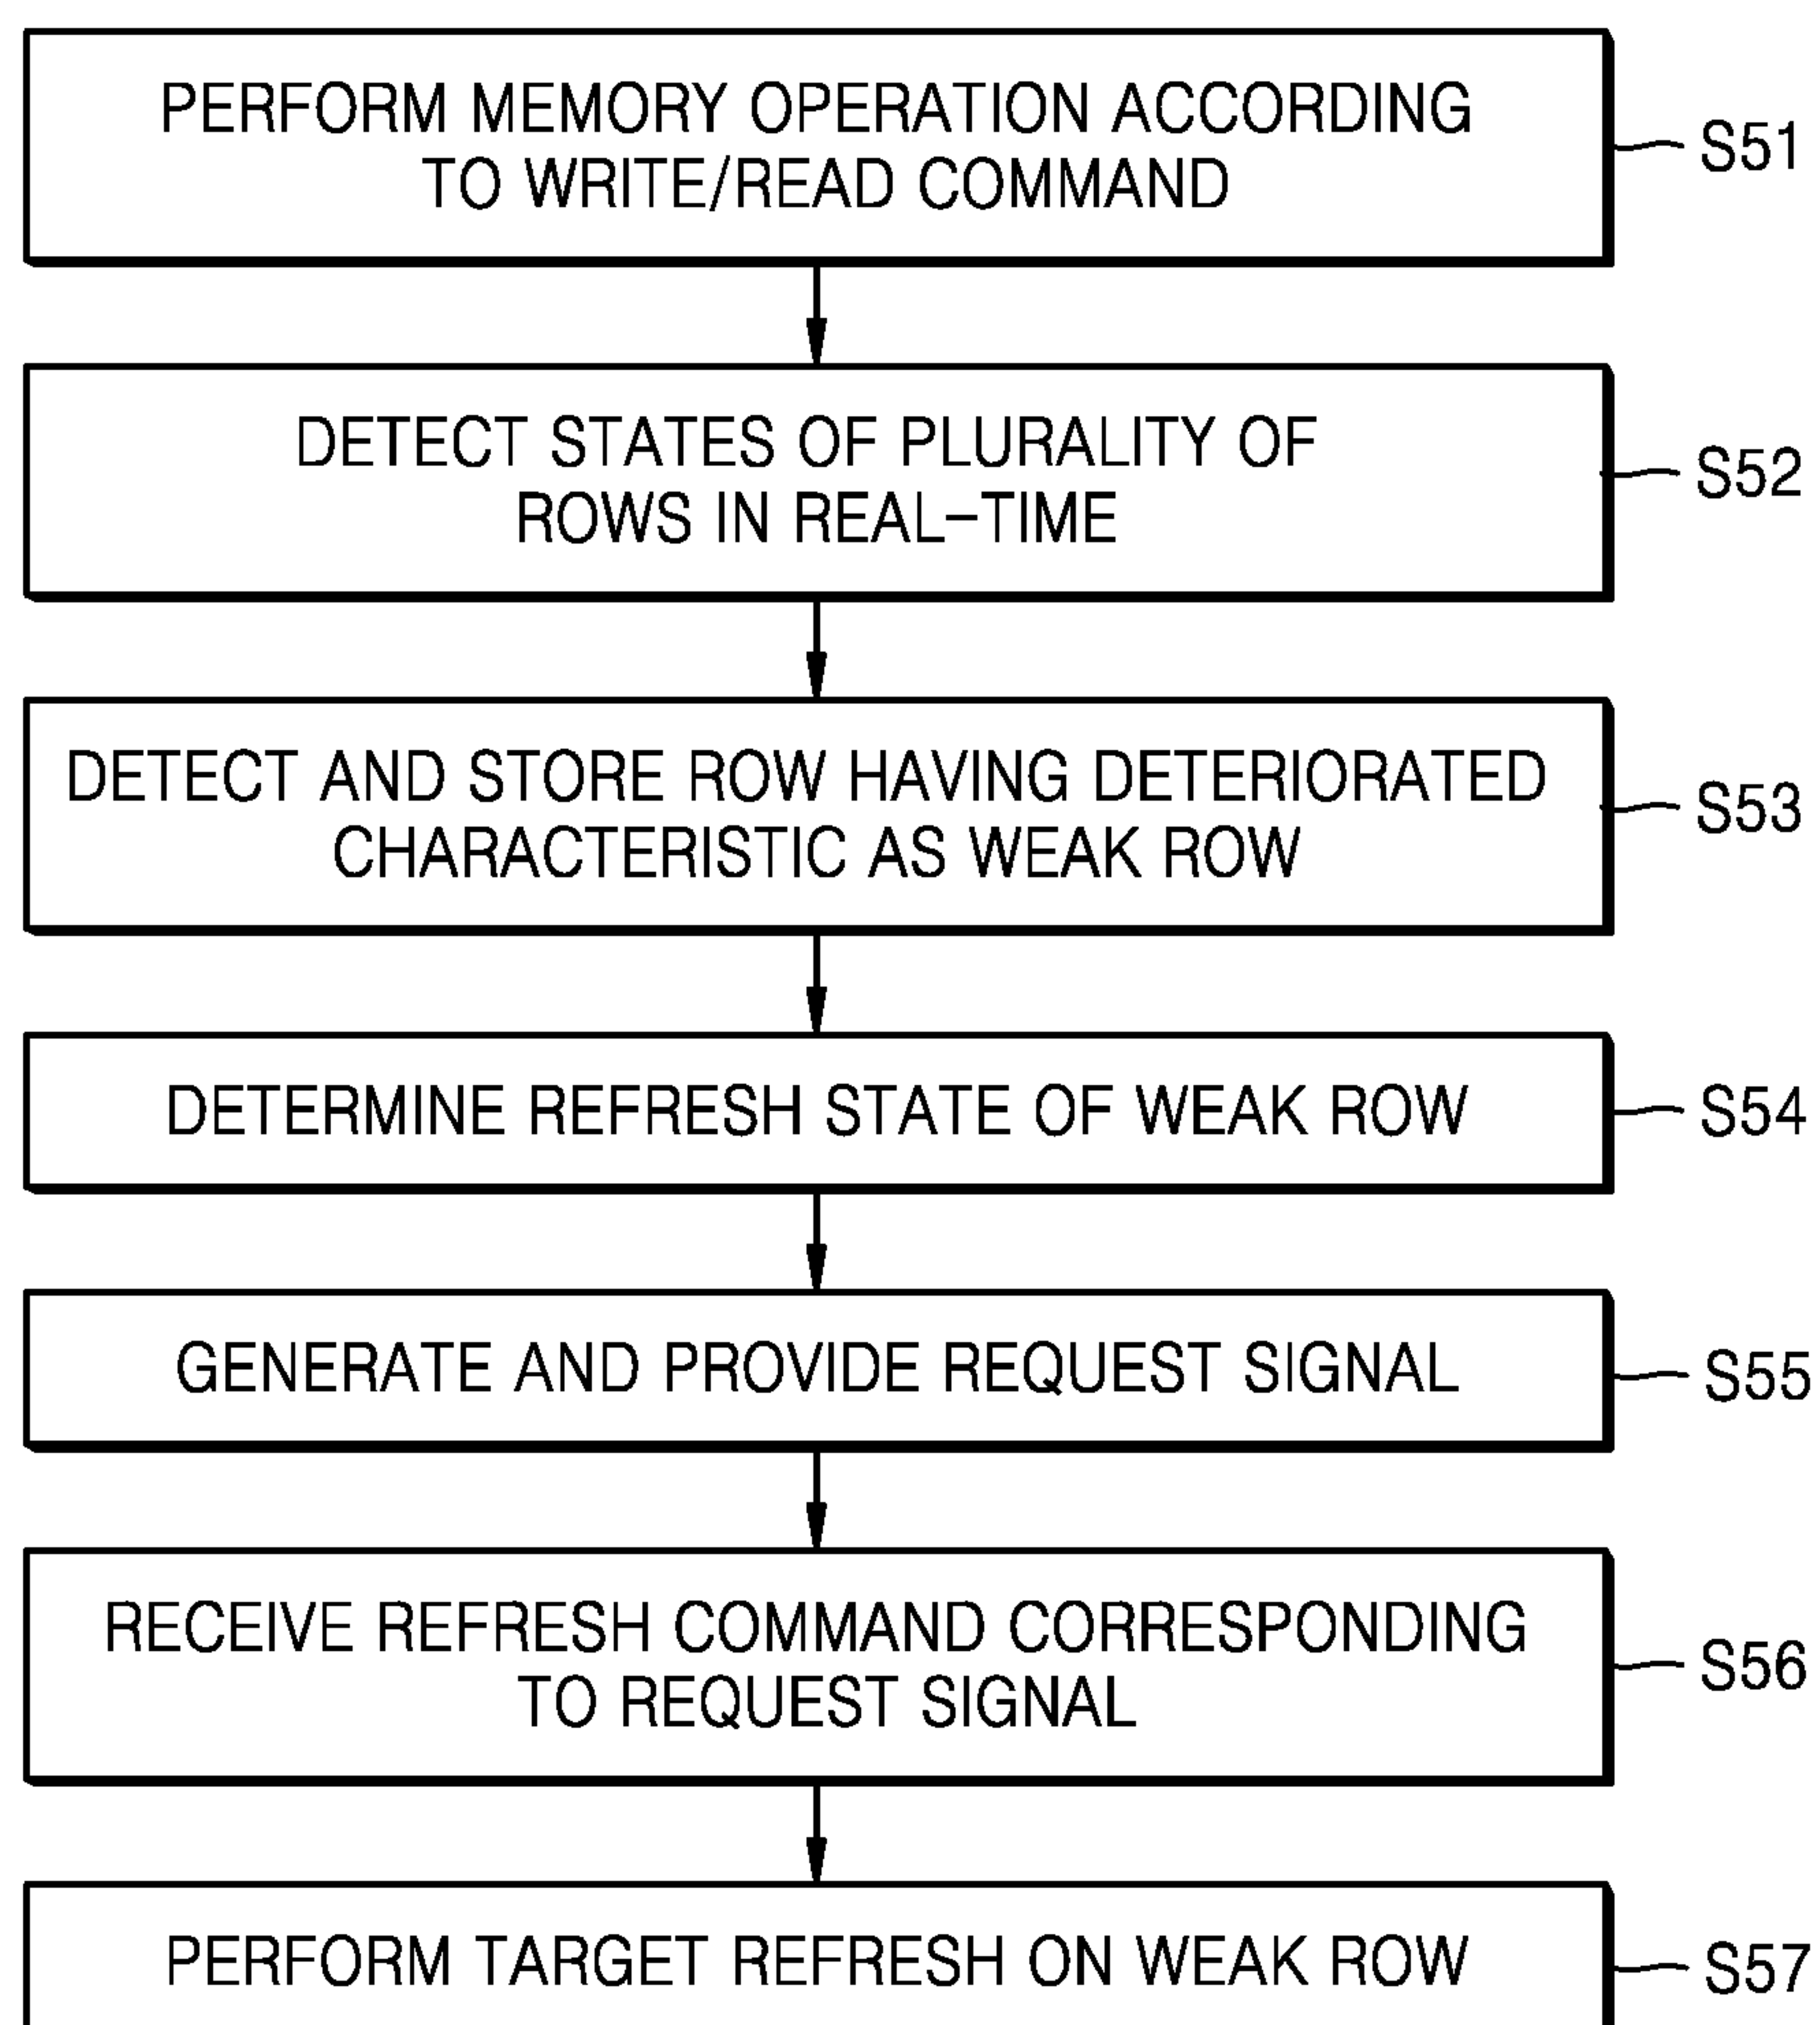 PERFORM MEMORY OPERATION ACCORDING
TO WRITE/READ COMMAND
S51
DETECT STATES OF PLURALITY OF
ROWS IN REAL-TIME
S52
DETECT AND STORE ROW HAVING DETERIORATED
CHARACTERISTIC AS WEAK ROW
S53
DETERMINE REFRESH STATE OF WEAK ROW
S54
GENERATE AND PROVIDE REQUEST SIGNAL
S55
RECEIVE REFRESH COMMAND CORRESPONDING
TO REQUEST SIGNAL
S56
PERFORM TARGET REFRESH ON WEAK ROW
S57